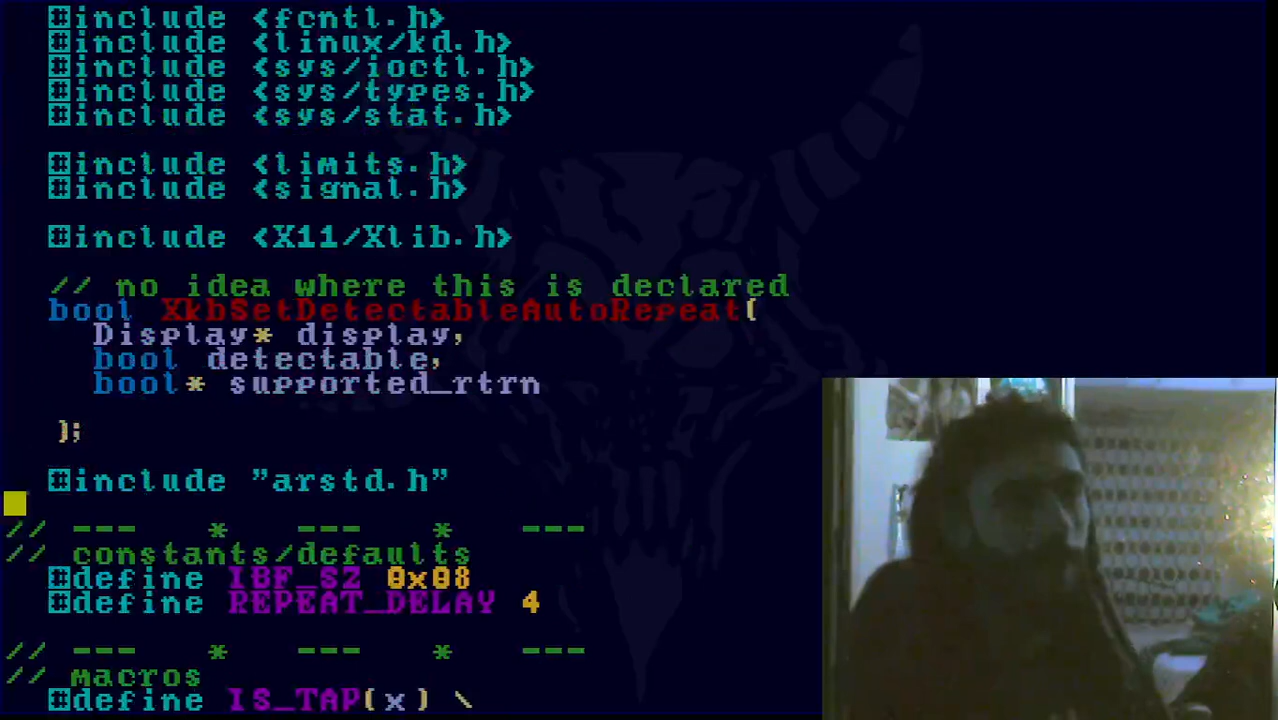 #include <fcntl.h>
#include <linux/kd.h>
#include <sys/ioctl.h>
#include <sys/types.h>
#include <sys/stat.h>
#include <limits.h>
#include <signal.h>
#include <X11/Xlib.h>
// no idea where this is declared
bool XkbSetDetectableAutoRepeat(
Display* display,
bool detectable,
bool* supported_rtrn
);
#include "arstd.h"
// --- * --- * ---
// constants/defaults
#define IBF_SZ 0x08
#define REPEAT_DELAY 4
// --- * --- * ---
// macros
#define IS_TAP(x) \